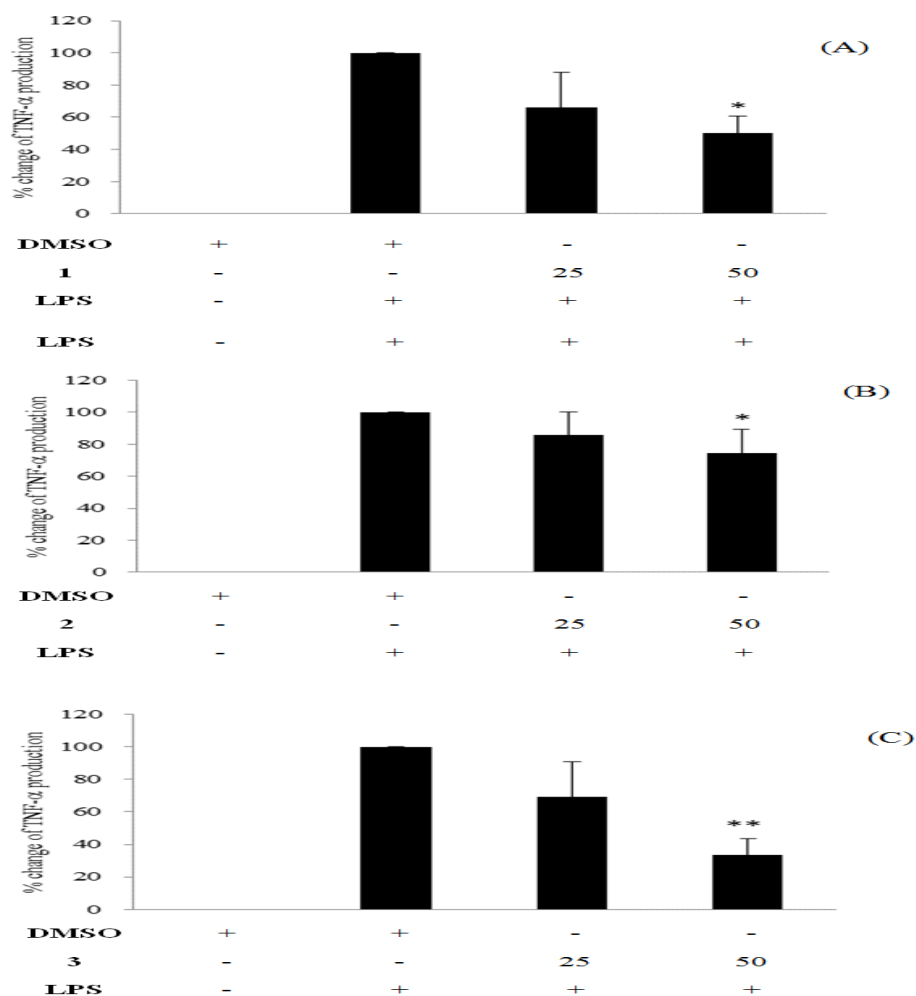 120
(A)
100
80
60
40
20
0
% change of TNF-α production
*
DMSO + + - -
1 - - 25 50
LPS - + + +
LPS - + + +
120
(B)
100
80
60
40
20
0
% change of TNF-α production
*
DMSO + + - -
2 - - 25 50
LPS - + + +
120
(C)
100
80
60
40
20
0
% change of TNF-α production
**
DMSO + + - -
3 - - 25 50
LPS - + + +